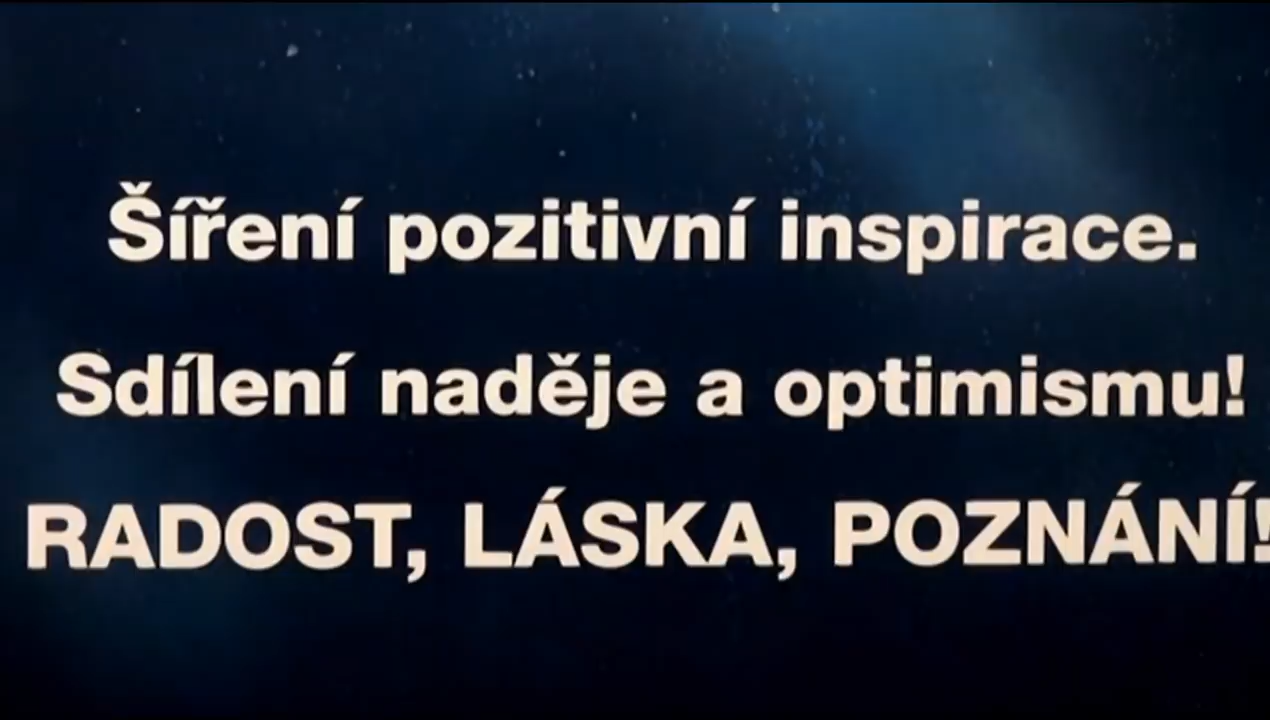 Šíření pozitivní inspirace.
Sdílení naděje a optimismu!
RADOST, LÁSKA, POZNÁNÍ!